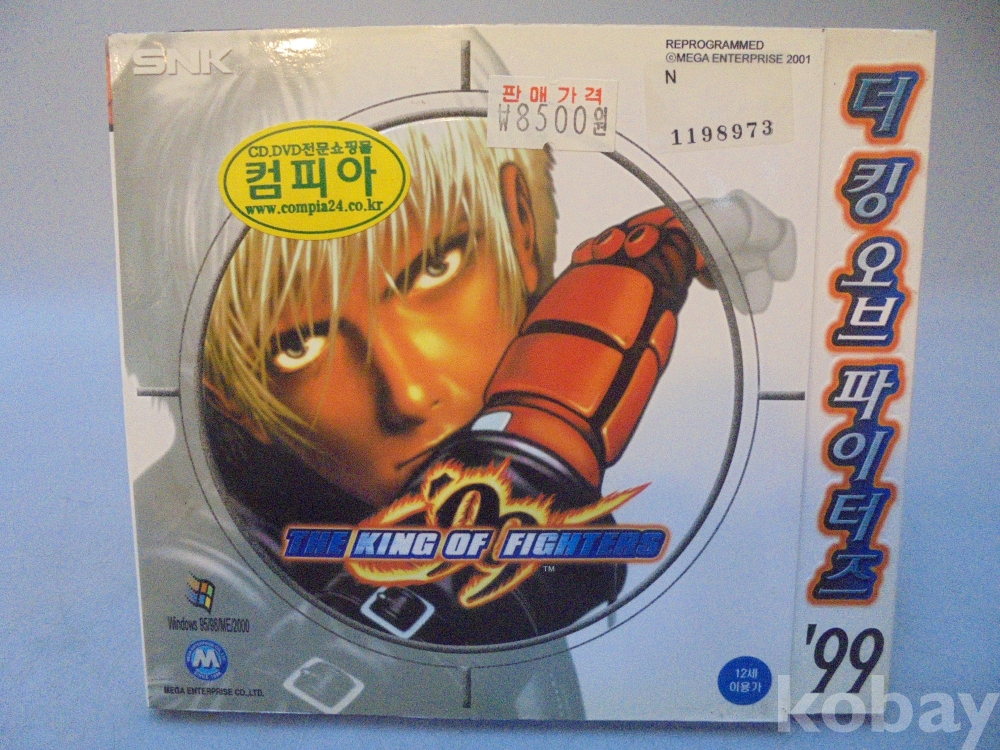 SNK
CD,DVD전문쇼핑몰
컴피아
www.compia24.co.kr
판매가격
₩8500원
REPROGRAMMED
©MEGA ENTERPRISE 2001
N
1198973
더 킹 오브 파이터즈
'99
'99
THE KING OF FIGHTERS
TM
Windows 95/98/ME/2000
M
MEGA ENTERPRISE CO.,LTD.
12세
이용가
kobay